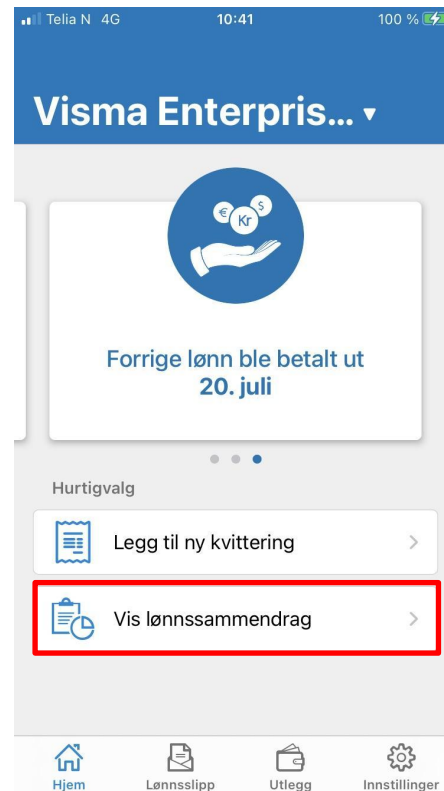 Telia N 4G 10:41 100 %
Visma Enterpris...
€ Kr $
Forrige lønn ble betalt ut
20. juli
Hurtigvalg
Legg til ny kvittering
Vis lønnssammendrag
Hjem Lønnsslipp Utlegg Innstillinger